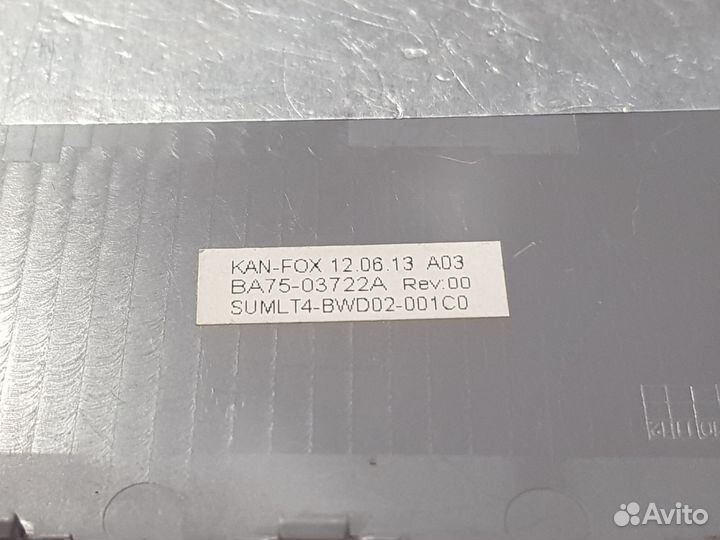 KAN-FOX 12.06.13 A03
BA75-03722A Rev:00
SUMLT4-BWD02-001C0
Avito